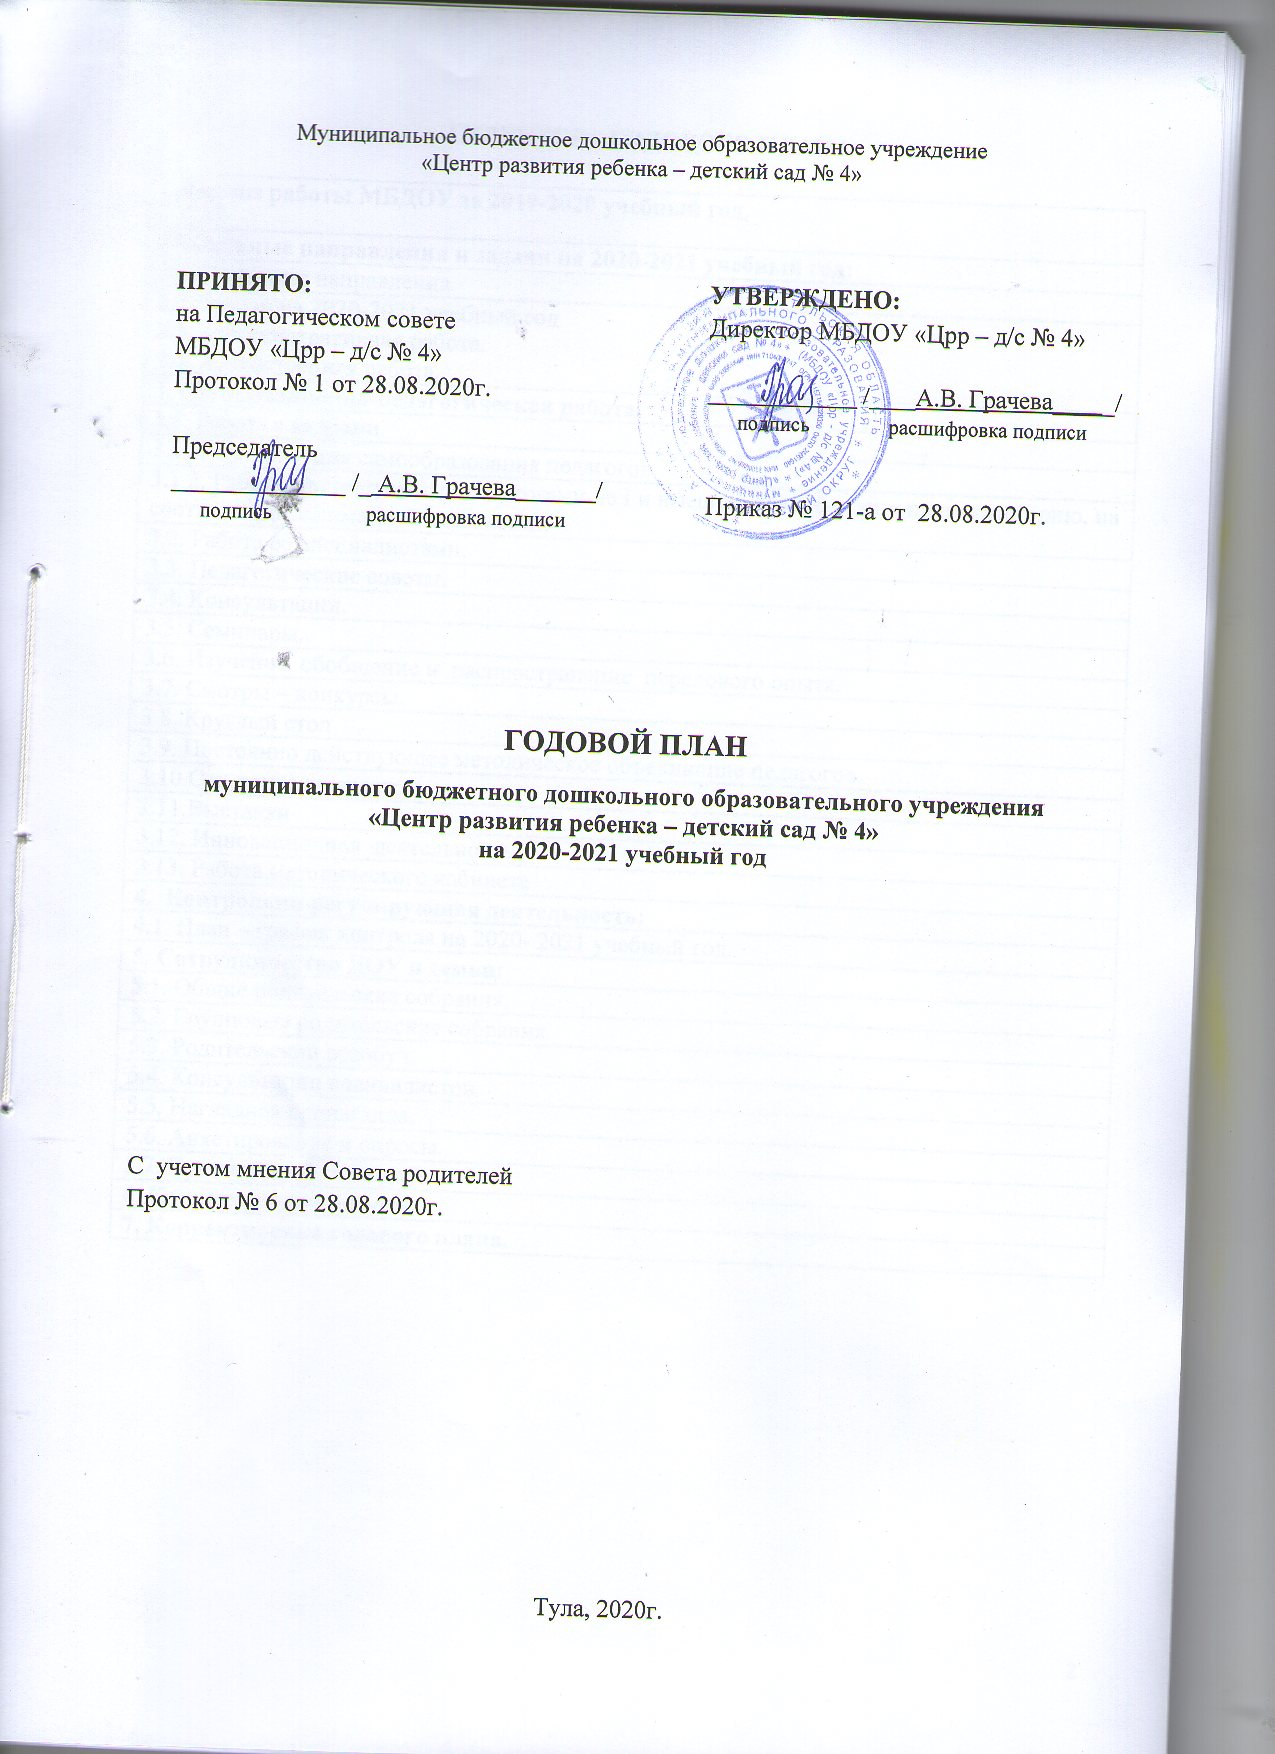 Муниципальное бюджетное дошкольное образовательное учреждение
«Центр развития ребенка – детский сад № 4»
ПРИНЯТО:
на Педагогическом совете
МБДОУ «Црр – д/с № 4»
Протокол № 1 от 28.08.2020г.
Председатель
/ А.В. Грачева /
подпись расшифровка подписи
УТВЕРЖДЕНО:
Директор МБДОУ «Црр – д/с № 4»
/ А.В. Грачева /
подпись расшифровка подписи
Приказ № 121-а от 28.08.2020г.
ГОДОВОЙ ПЛАН
муниципального бюджетного дошкольного образовательного учреждения
«Центр развития ребенка – детский сад № 4»
на 2020-2021 учебный год
С учетом мнения Совета родителей
Протокол № 6 от 28.08.2020г.
Тула, 2020г.